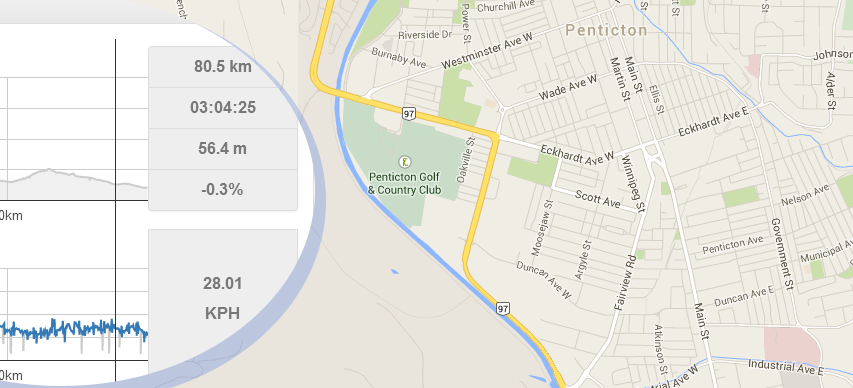 80.5 km
03:04:25
56.4 m
-0.3%
0km
28.01
KPH
0km
Churchill Ave
Power St
Riverside Dr
Penticton
Westminster Ave W
Burnaby Ave
Main St
Martin St
Wade Ave W
Ellis St
Johnson
Alder St
97
Eckhardt Ave E
Eckhardt Ave W
Oakville St
Penticton Golf
& Country Club
Winnipeg St
Scott Ave
Nelson Ave
Moosejaw St
Argyle St
Government St
Penticton Ave
Municipal Av
Duncan Ave W
Fairview Rd
Duncan Ave E
97
Main St
Atkinson St
Industrial Ave E
trial Ave W